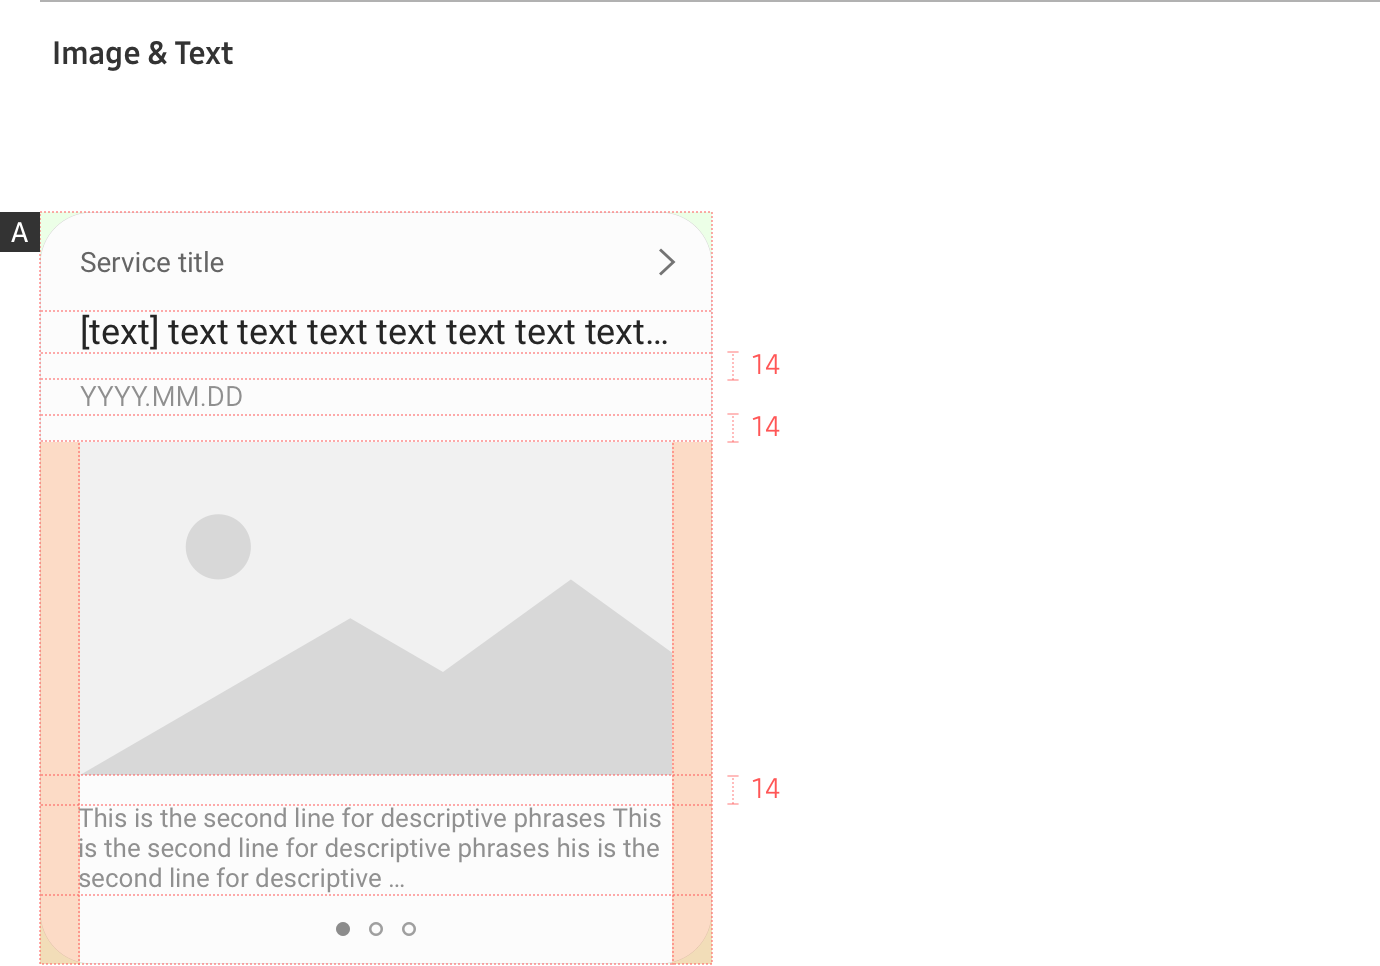 Image & Text
A
Service title
[text] text text text text text text text...
14
YYYY.MM.DD
14
14
This is the second line for descriptive phrases This
is the second line for descriptive phrases his is the
second line for descriptive ...